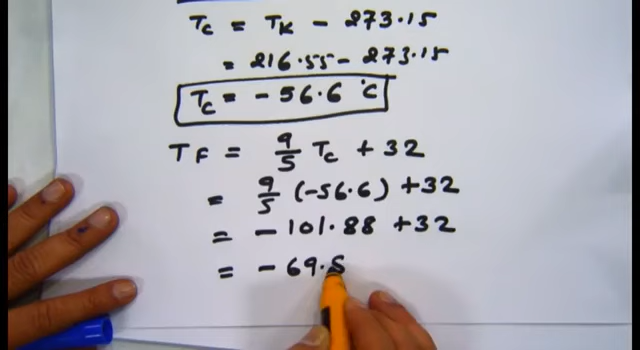 Tc = TK - 273.15
= 216.55 - 273.15
Tc = - 56.6 °C
TF = 9/5 Tc + 32
= 9/5 (-56.6) + 32
= - 101.88 + 32
= - 69.